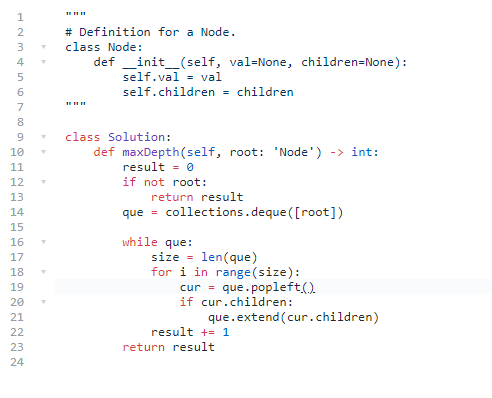 1 """
2 # Definition for a Node.
3 class Node:
4     def __init__(self, val=None, children=None):
5         self.val = val
6         self.children = children
7 """
8
9 class Solution:
10     def maxDepth(self, root: 'Node') -> int:
11         result = 0
12         if not root:
13             return result
14         que = collections.deque([root])
15
16         while que:
17             size = len(que)
18             for i in range(size):
19                 cur = que.popleft()
20                 if cur.children:
21                     que.extend(cur.children)
22             result += 1
23         return result
24